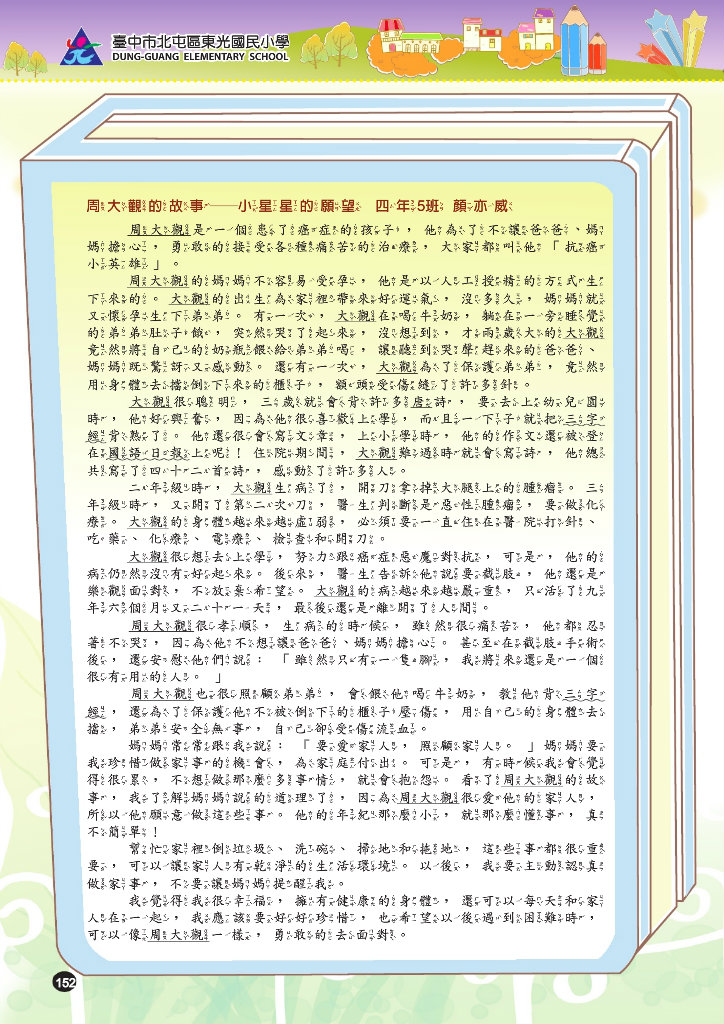 臺中市北屯區東光國民小學
DUNG-GUANG ELEMENTARY SCHOOL
周大觀的故事——小星星的願望 四年5班 顏亦威
周大觀是一個患了癌症的孩子，他為了不讓爸爸、媽
媽擔心，勇敢的接受各種痛苦的治療，大家都叫他「抗癌
小英雄」。
周大觀的媽媽不容易受孕，他是以人工授精的方式生
下來的。大觀的出生為家裡帶來好運氣，沒多久，媽媽就
又懷孕生下弟弟。有一次，大觀在喝牛奶，躺在一旁睡覺
的弟弟肚子餓，突然哭了起來，沒想到，才兩歲大的大觀
竟然將自己的奶瓶餵給弟弟喝，讓聽到哭聲趕來的爸爸、
媽媽既驚訝又感動。還有一次，大觀為了保護弟弟，竟然
用身體去擋倒下來的櫃子，額頭受傷縫了許多針。
大觀很聰明，三歲就會背許多唐詩，要去上幼兒園
時，他好興奮，因為他很喜歡上學，而且一下子就把三字
經背熟了。他還很會寫文章，上小學時，他的作文還被登
在國語日報上呢！住院期間，大觀難過時就會寫詩，他總
共寫了四十二首詩，感動了許多人。
二年級時，大觀生病了，開刀拿掉大腿上的腫瘤。三
年級時，又開了第二次刀，醫生判斷是惡性腫瘤，要做化
療。大觀的身體越來越虛弱，必須要一直住在醫院打針、
吃藥、化療、電療、檢查和開刀。
大觀很想去上學，努力跟癌症惡魔對抗，可是，他的
病仍然沒有好起來。後來，醫生告訴他說要截肢，他還是
樂觀面對，不放棄希望。大觀的病越來越嚴重，只活了九
年六個月又二十一天，最後還是離開了人間。
周大觀很孝順，生病的時候，雖然很痛苦，他都忍
著不哭，因為他不想讓爸爸、媽媽擔心。甚至在截肢手術
後，還安慰他們說：「雖然只有一隻腳，我將來還是一個
很有用的人。」
周大觀也很照顧弟弟，會餵他喝牛奶，教他背三字
經，還為了保護他不被倒下的櫃子壓傷，用自己的身體去
擋，弟弟安全無事，自己卻受傷流血。
媽媽常常跟我說：「要愛家人，照顧家人。」媽媽要
我珍惜做家事的機會，為家庭付出。可是，有時候我會覺
得很累，不想做那麼多事情，就會抱怨。看了周大觀的故
事，我了解媽媽說的道理了，因為周大觀很愛他的家人，
所以他願意做這些事。他的年紀那麼小，就那麼懂事，真
不簡單！
幫忙家裡倒垃圾、洗碗、掃地和拖地，這些事都很重
要，可以讓家人有乾淨的生活環境。以後，我要主動認真
做家事，不要讓媽媽提醒我。
我覺得我很幸福，擁有健康的身體，還可以每天和家
人在一起，我應該要好好珍惜，也希望以後遇到困難時，
可以像周大觀一樣，勇敢的去面對。
152